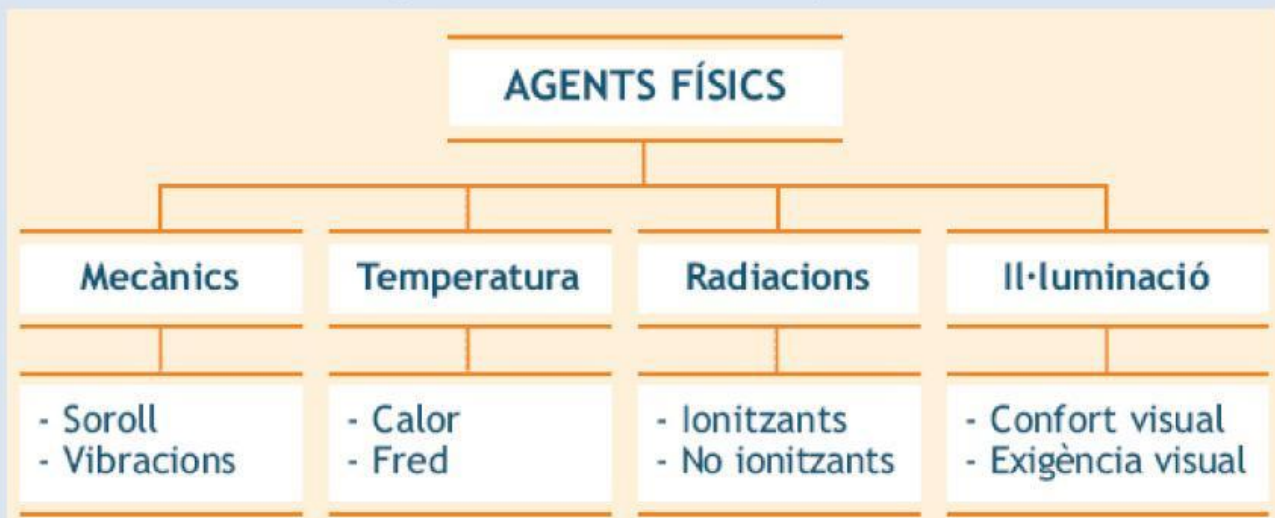 AGENTS FÍSICS
Mecànics
Temperatura
Radiacions
Il·luminació
- Soroll
- Vibracions
- Calor
- Fred
- Ionitzants
- No ionitzants
- Confort visual
- Exigència visual